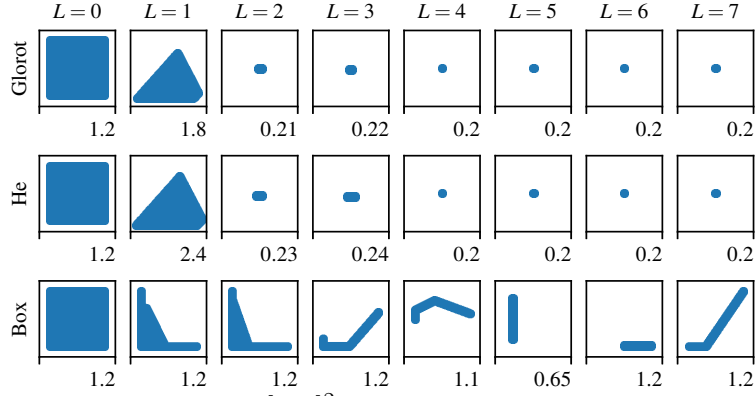 L = 0 L = 1 L = 2 L = 3 L = 4 L = 5 L = 6 L = 7
Glorot
1.2 1.8 0.21 0.22 0.2 0.2 0.2 0.2
He
1.2 2.4 0.23 0.24 0.2 0.2 0.2 0.2
Box
1.2 1.2 1.2 1.2 1.1 0.65 1.2 1.2